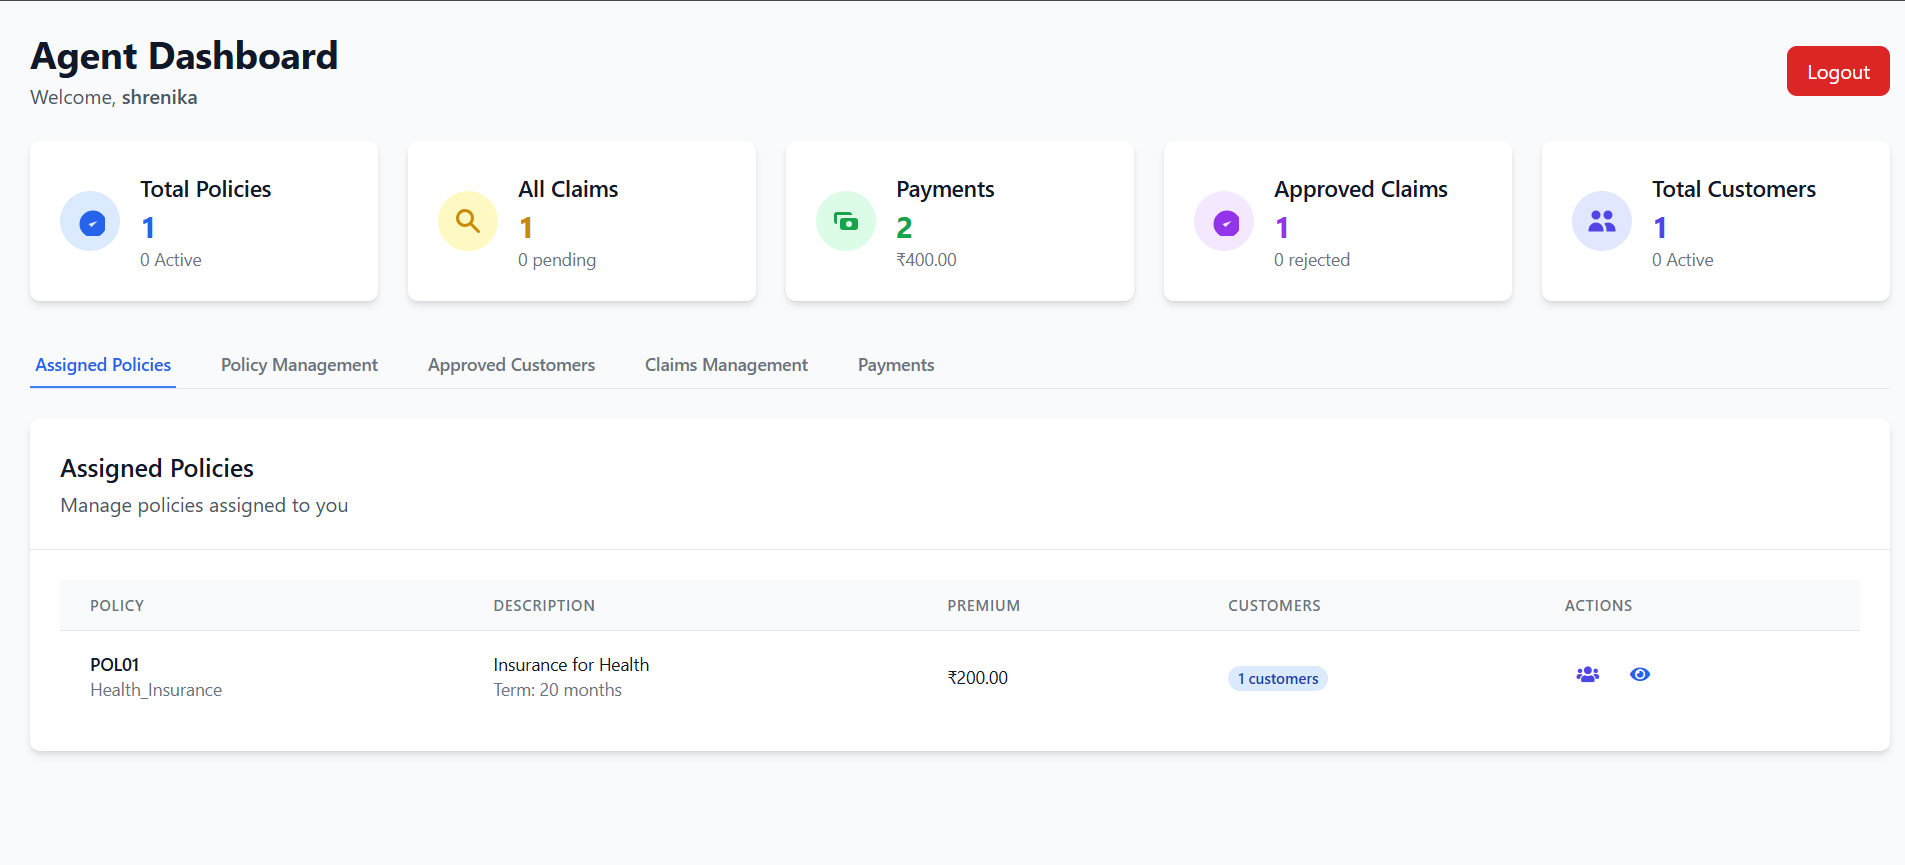 Agent Dashboard
Welcome, shrenika
Logout
Total Policies
1
0 Active
All Claims
1
0 pending
Payments
2
₹400.00
Approved Claims
1
0 rejected
Total Customers
1
0 Active
Assigned Policies Policy Management Approved Customers Claims Management Payments
Assigned Policies
Manage policies assigned to you
POLICY DESCRIPTION PREMIUM CUSTOMERS ACTIONS
POL01
Health_Insurance
Insurance for Health
Term: 20 months
₹200.00
1 customers